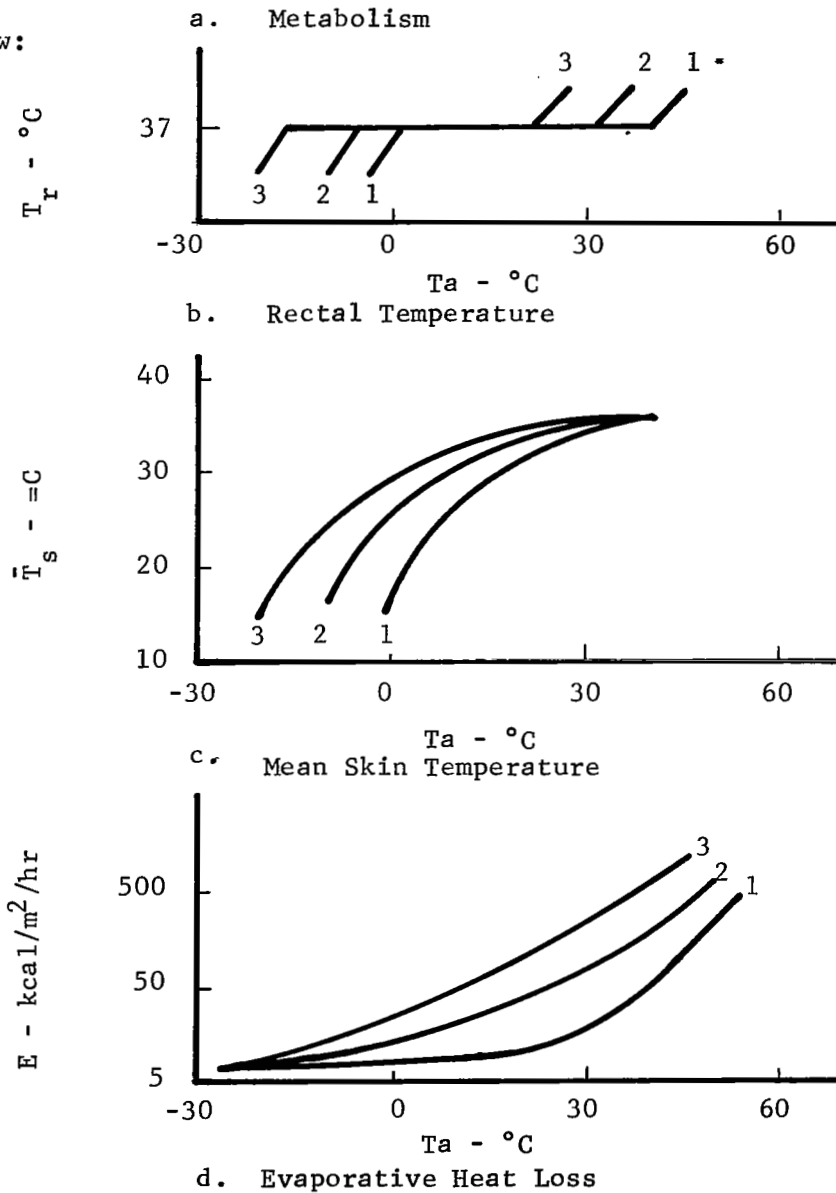 a. Metabolism
w:
3 2 1
T_r - °C
37
3 2 1
-30 0 30 60
Ta - °C
b. Rectal Temperature
40
30
20
10
T̄_s - =C
3 2 1
-30 0 30 60
Ta - °C
c. Mean Skin Temperature
E - kcal/m²/hr
500
50
5
3
2
1
-30 0 30 60
Ta - °C
d. Evaporative Heat Loss